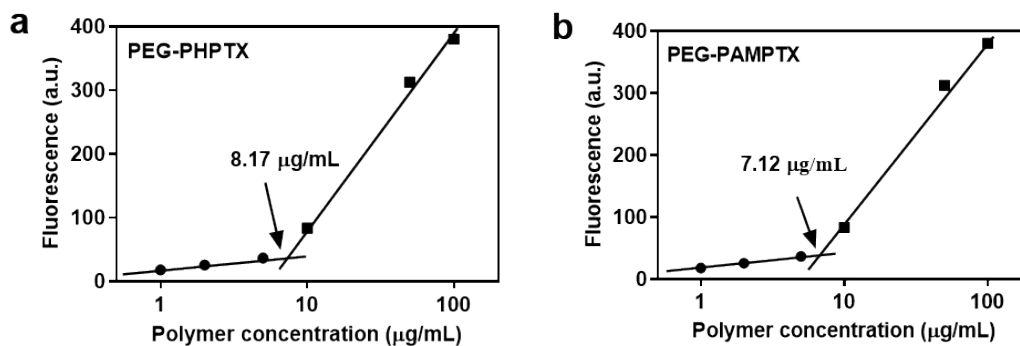 a
PEG-PHPTX
400
300
200
100
0
Fluorescence (a.u.)
8.17 µg/mL
1
10
100
Polymer concentration (µg/mL)
b
PEG-PAMPTX
400
300
200
100
0
Fluorescence (a.u.)
7.12 µg/mL
1
10
100
Polymer concentration (µg/mL)